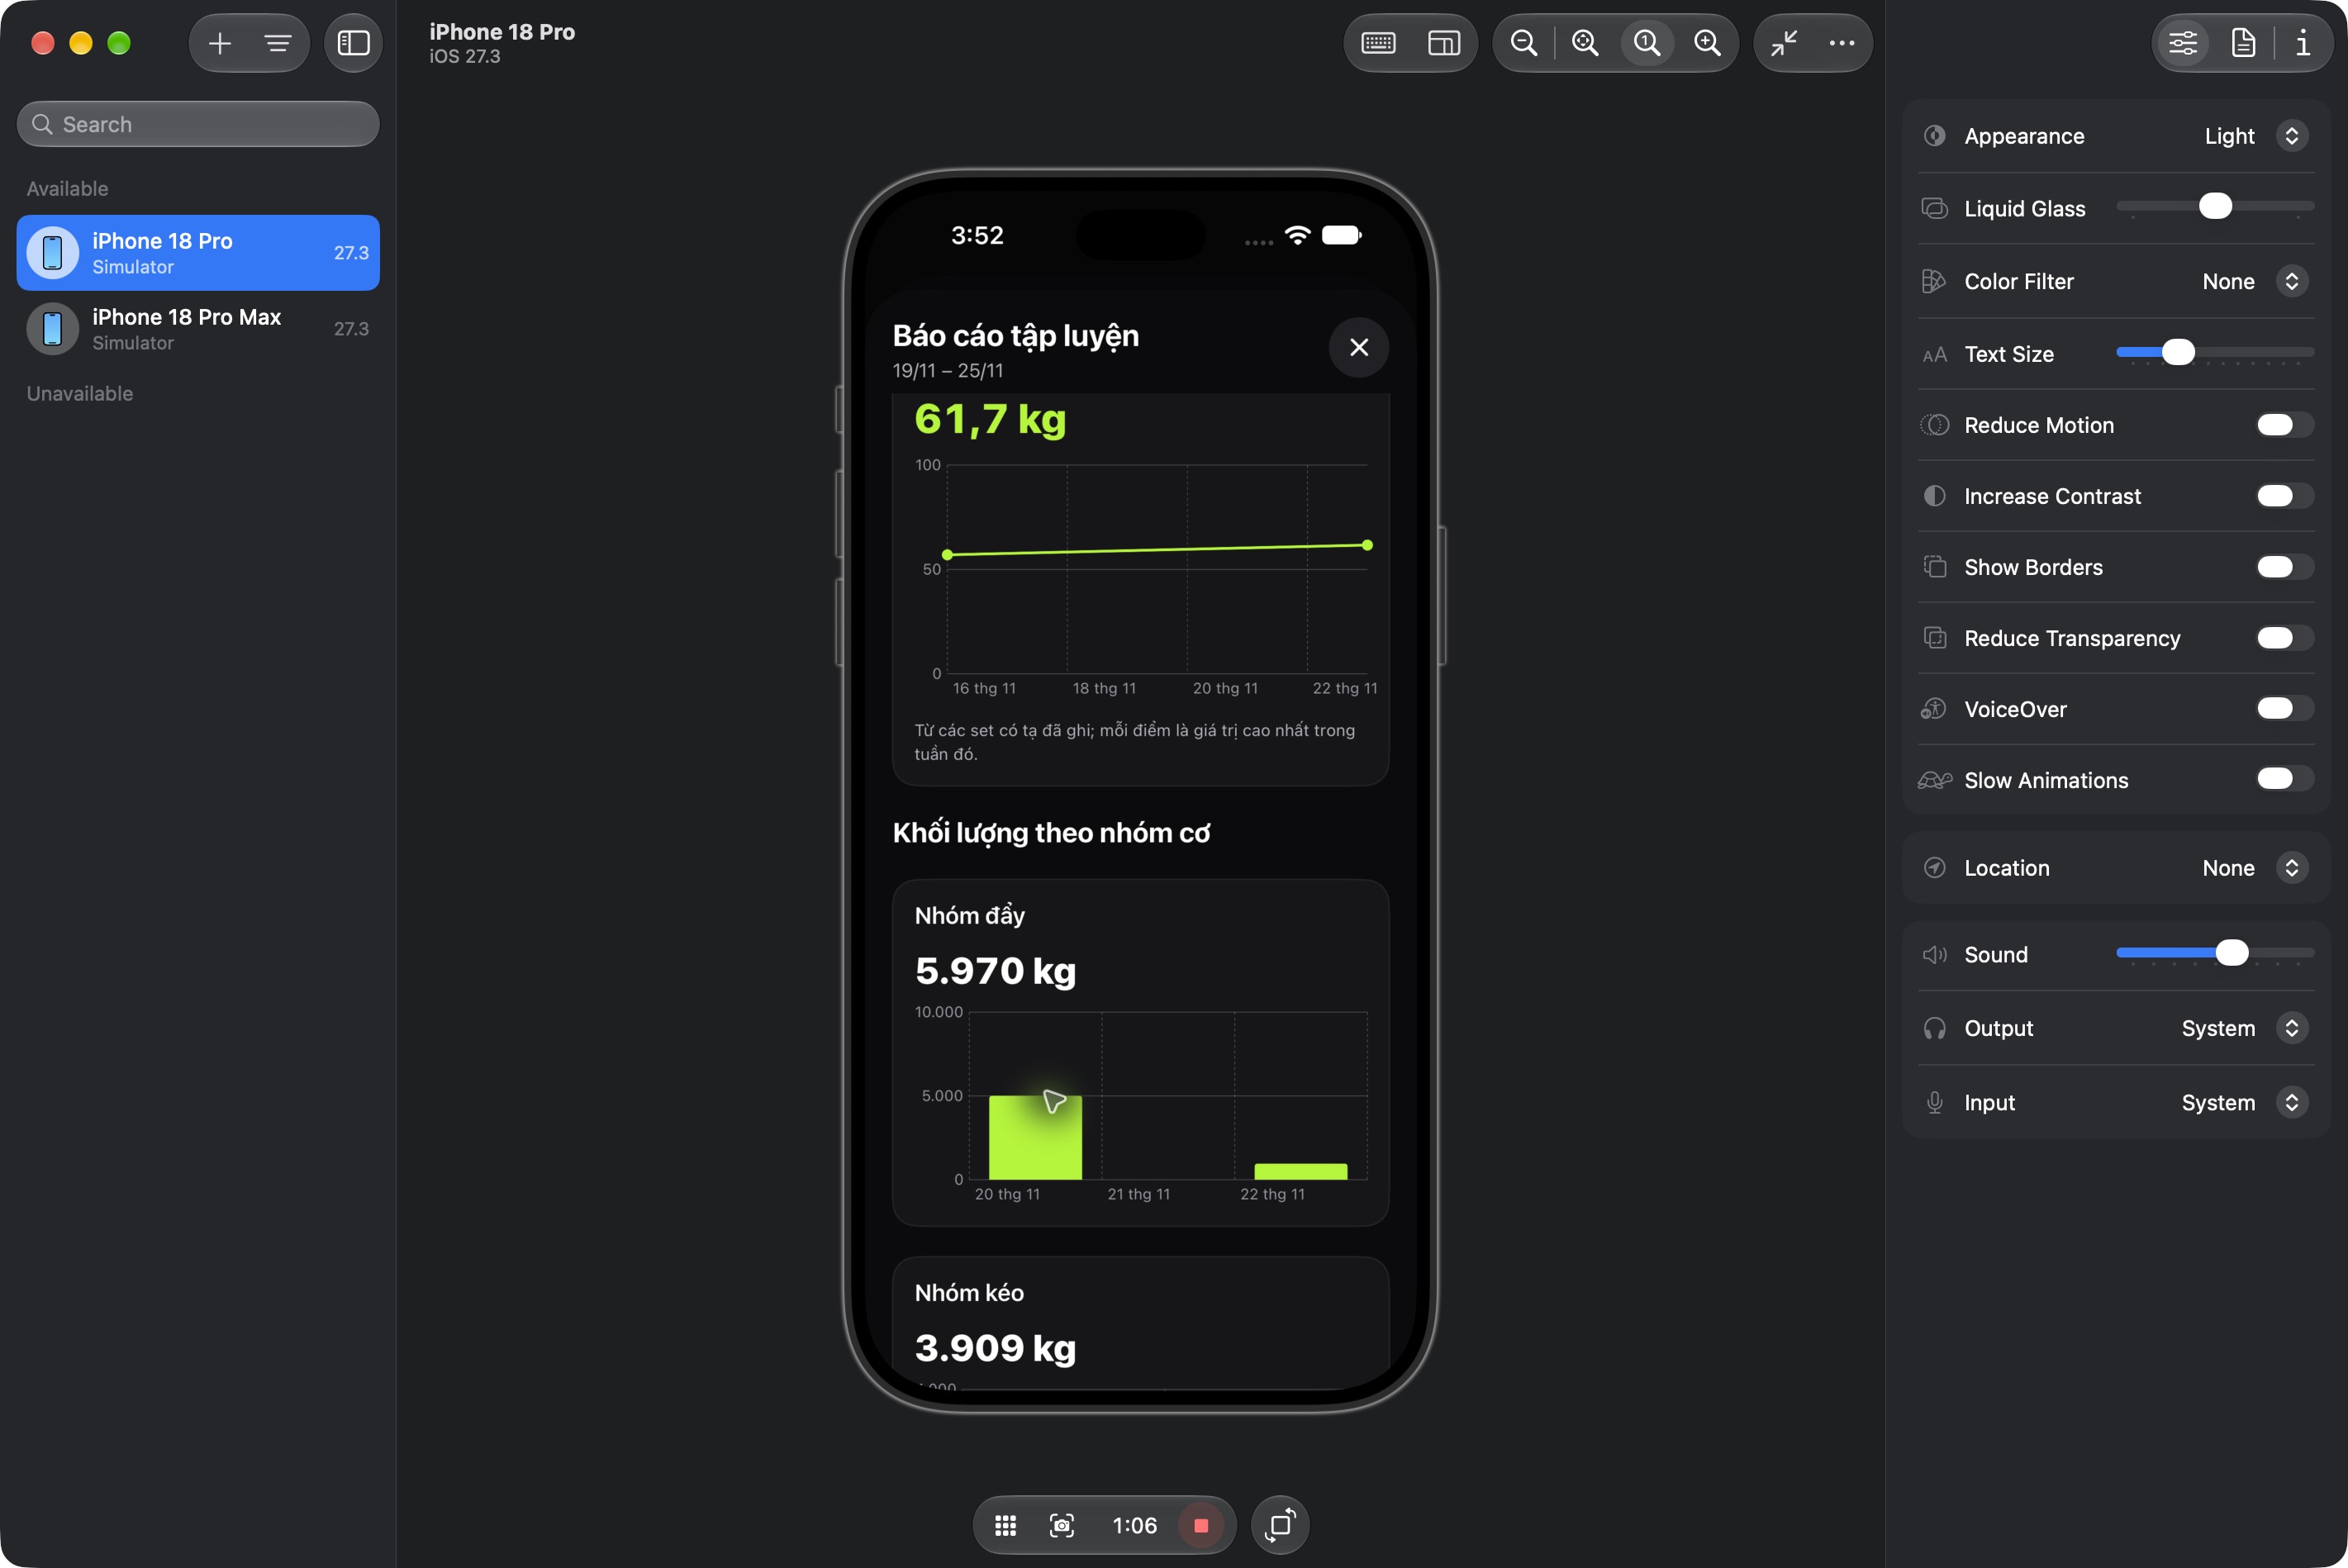 iPhone 18 Pro
iOS 27.3
Search
Available
iPhone 18 Pro
Simulator
27.3
iPhone 18 Pro Max
Simulator
27.3
Unavailable
3:52
Báo cáo tập luyện
19/11 – 25/11
61,7 kg
100
50
0
16 thg 11
18 thg 11
20 thg 11
22 thg 11
Từ các set có tạ đã ghi; mỗi điểm là giá trị cao nhất trong
tuần đó.
Khối lượng theo nhóm cơ
Nhóm đẩy
5.970 kg
10.000
5.000
0
20 thg 11
21 thg 11
22 thg 11
Nhóm kéo
3.909 kg
1:06
Appearance
Light
Liquid Glass
Color Filter
None
Text Size
Reduce Motion
Increase Contrast
Show Borders
Reduce Transparency
VoiceOver
Slow Animations
Location
None
Sound
Output
System
Input
System